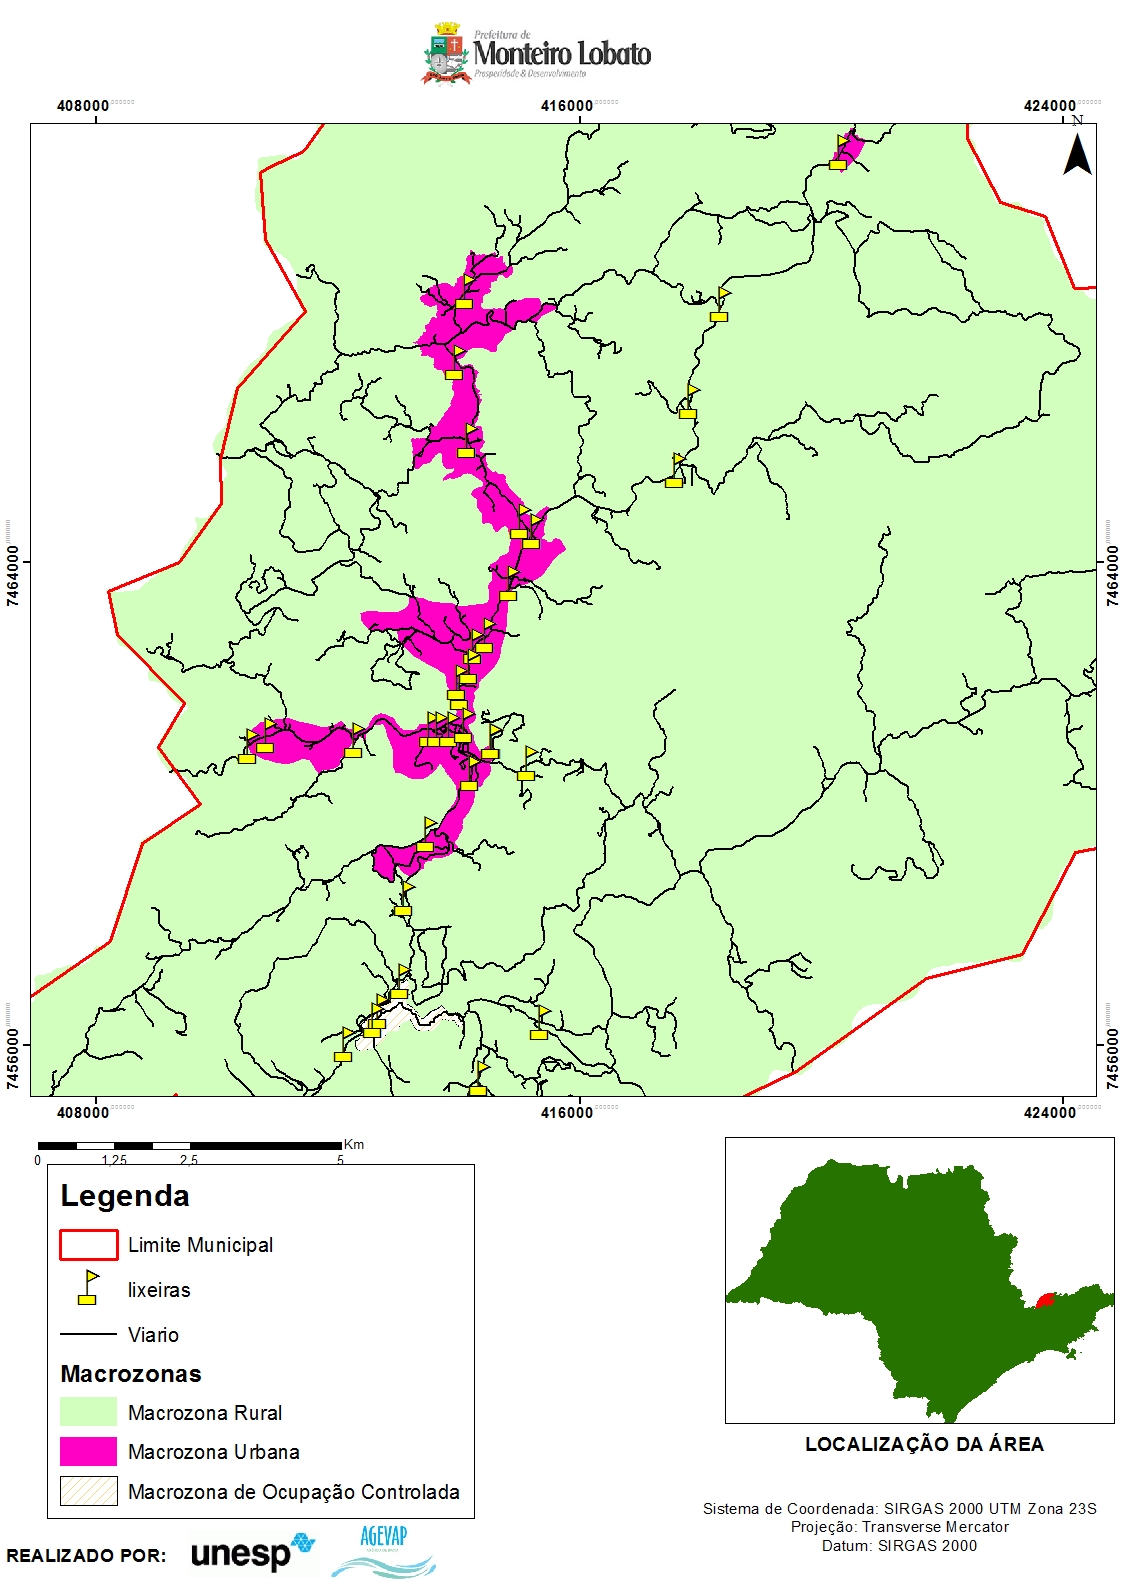 Prefeitura de
Monteiro Lobato
Prosperidade & Desenvolvimento
408000
416000
424000
N
7464000
7464000
7456000
7456000
408000
416000
424000
Km
0 1,25 2,5 5
Legenda
Limite Municipal
lixeiras
Viario
Macrozonas
Macrozona Rural
Macrozona Urbana
Macrozona de Ocupação Controlada
LOCALIZAÇÃO DA ÁREA
Sistema de Coordenada: SIRGAS 2000 UTM Zona 23S
Projeção: Transverse Mercator
Datum: SIRGAS 2000
REALIZADO POR:
unesp
AGEVAP